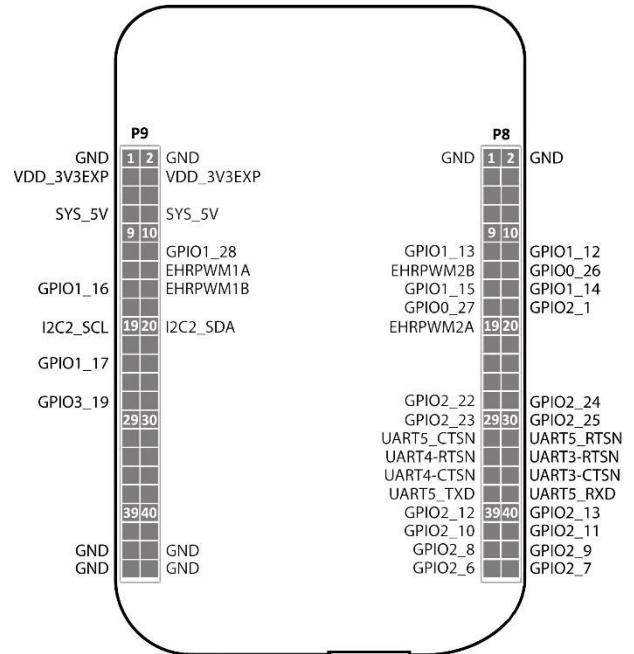 P9
GND 1 2 GND
VDD_3V3EXP VDD_3V3EXP
SYS_5V SYS_5V
9 10
GPIO1_28
EHRPWM1A
GPIO1_16 EHRPWM1B
I2C2_SCL 19 20 I2C2_SDA
GPIO1_17
GPIO3_19
29 30
39 40
GND GND
GND GND
P8
GND 1 2 GND
9 10
GPIO1_13 GPIO1_12
EHRPWM2B GPIO0_26
GPIO1_15 GPIO1_14
GPIO0_27 GPIO2_1
EHRPWM2A 19 20
GPIO2_22 GPIO2_24
GPIO2_23 29 30 GPIO2_25
UART5_CTSN UART5_RTSN
UART4-RTSN UART3-RTSN
UART4-CTSN UART3-CTSN
UART5_TXD UART5_RXD
GPIO2_12 39 40 GPIO2_13
GPIO2_10 GPIO2_11
GPIO2_8 GPIO2_9
GPIO2_6 GPIO2_7